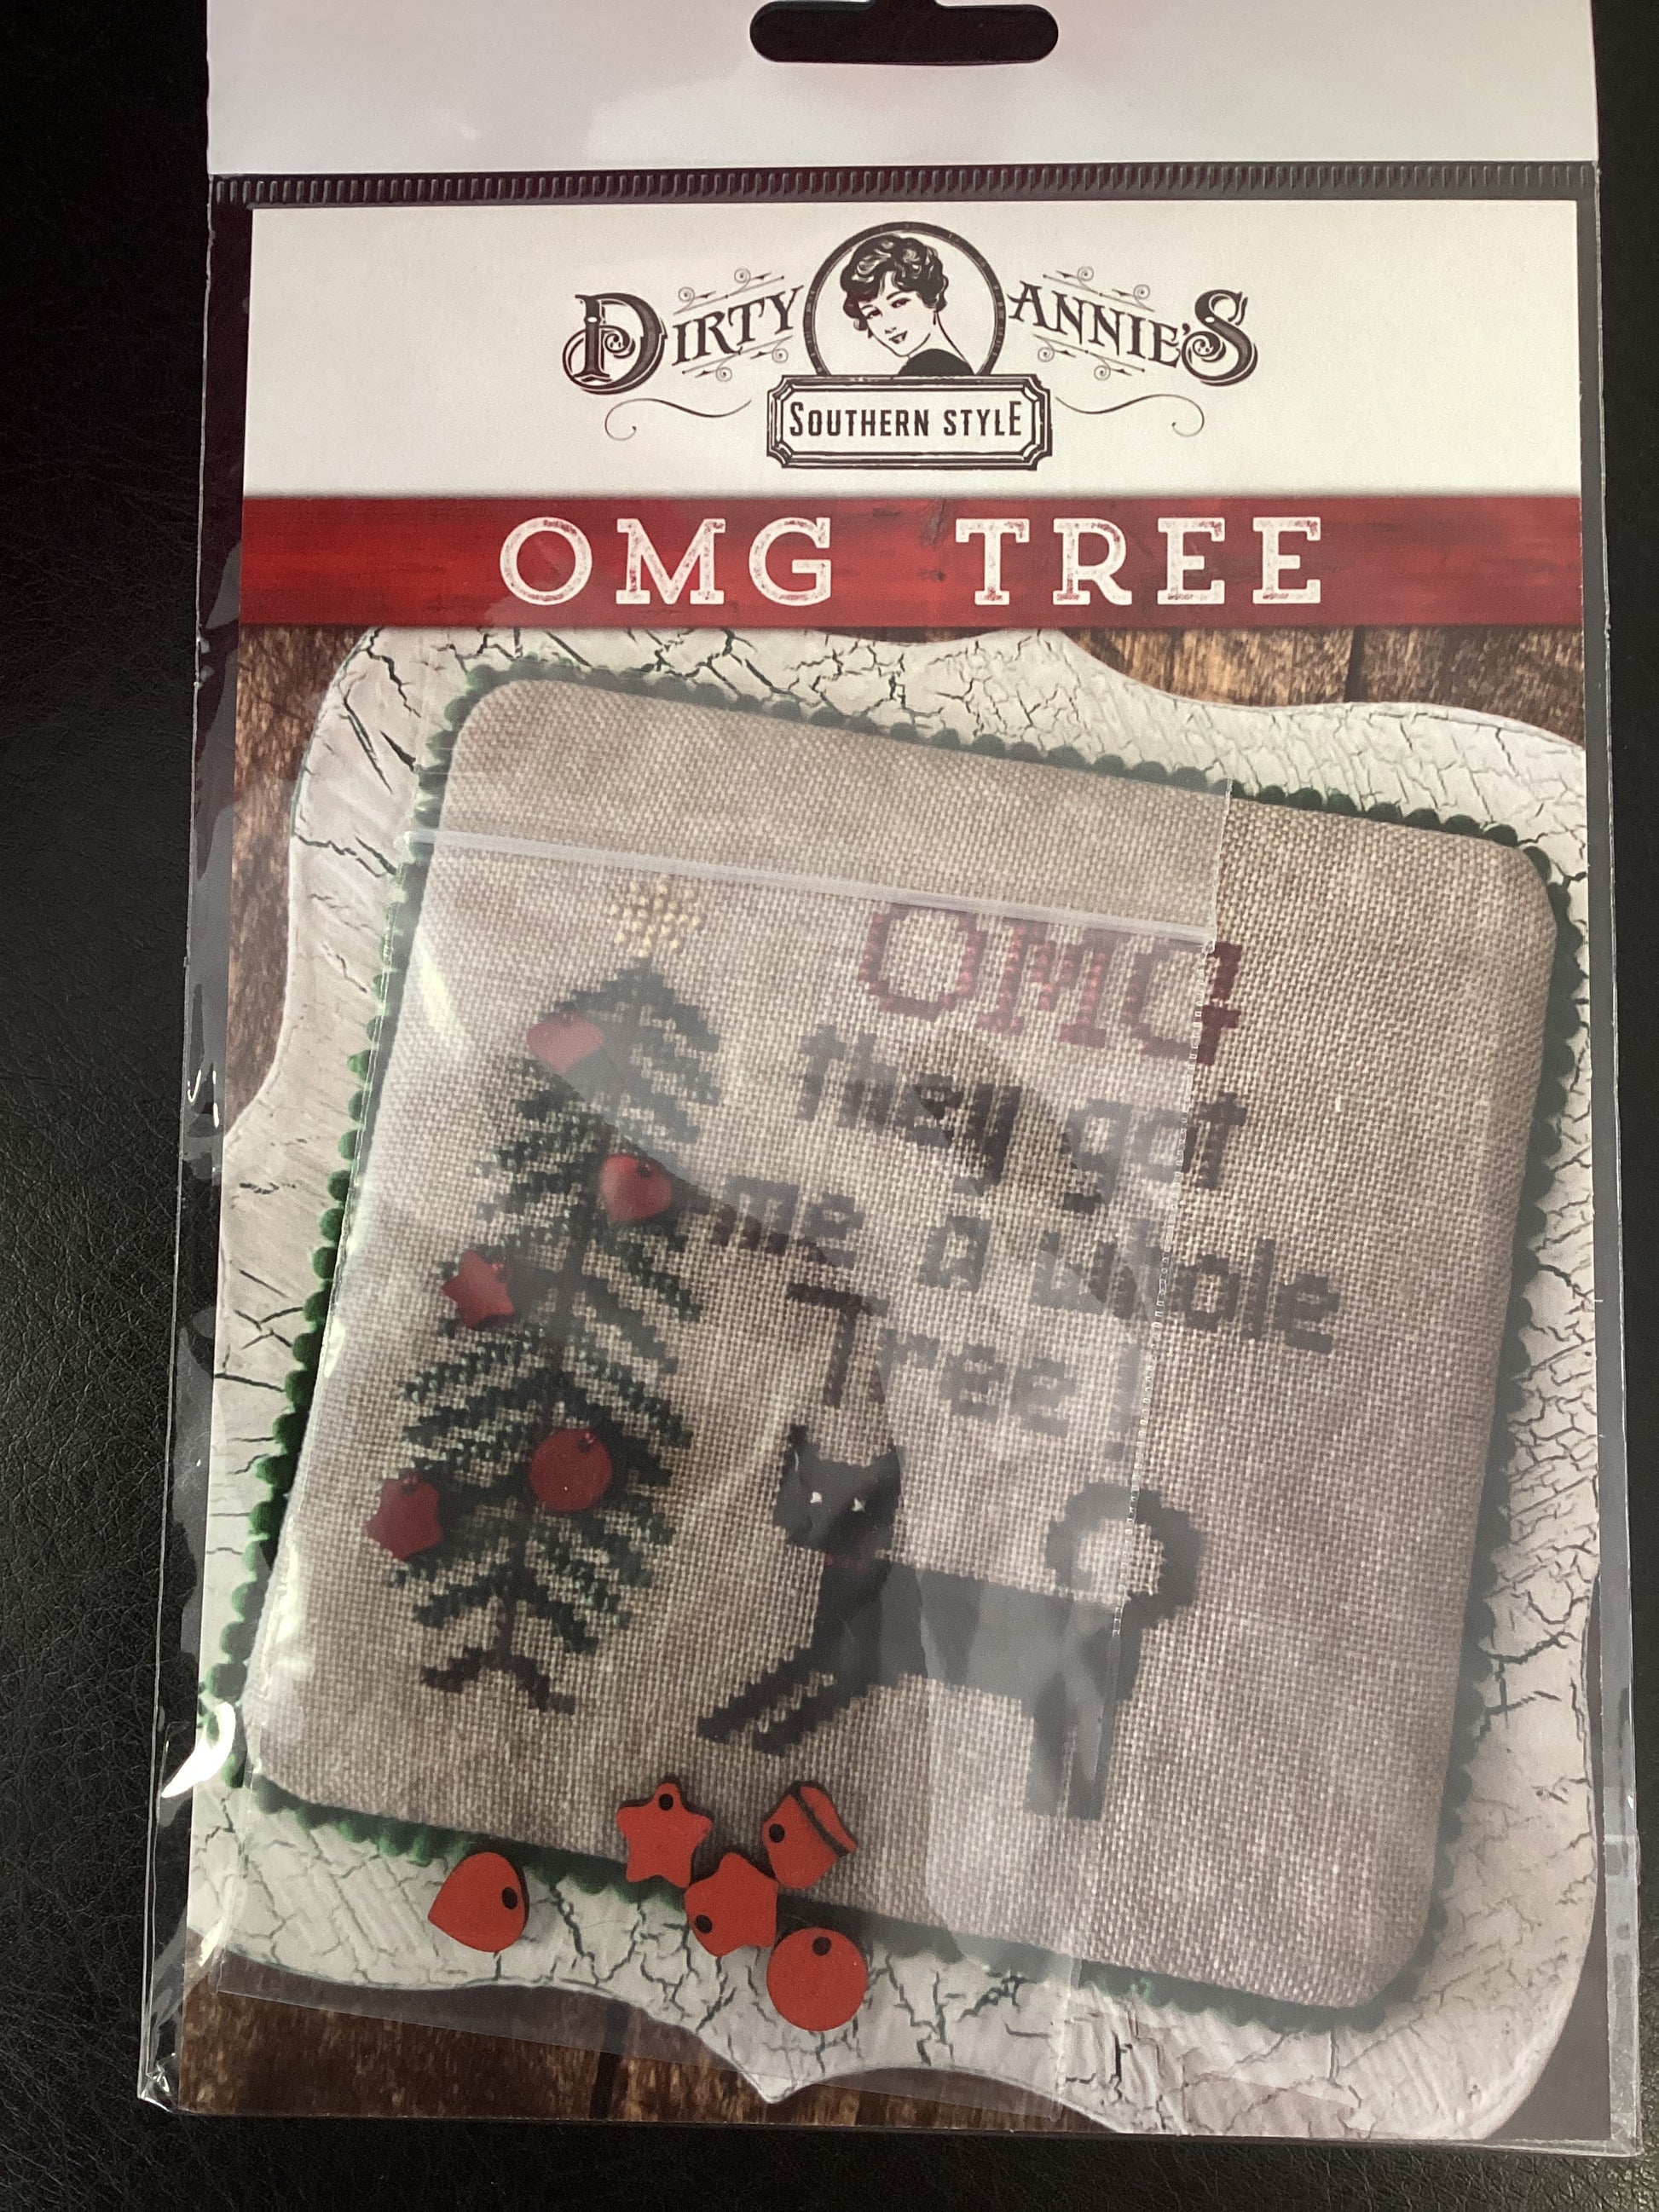 DIRTY ANNIE'S
SOUTHERN STYLE
OMG TREE
OMG
they got
me a whole
Tree!